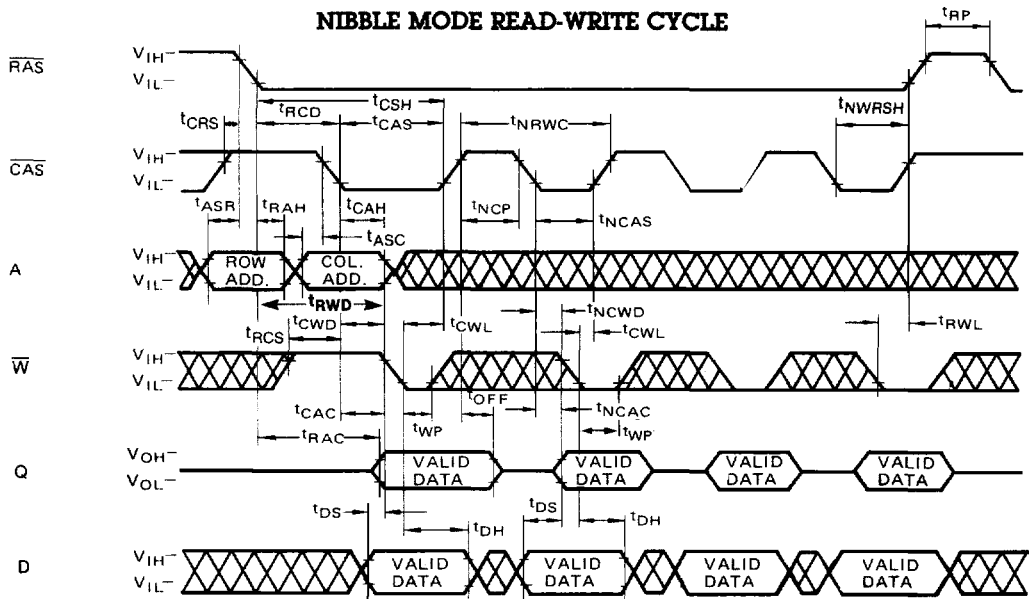 NIBBLE MODE READ-WRITE CYCLE
tRP
RAS
VIH
VIL
tCRS
tRCD
tCSH
tCAS
tNRWC
tNWRSH
CAS
VIH
VIL
tASR
tRAH
tCAH
tASC
tNCP
tNCAS
A
VIH
VIL
ROW ADD.
COL. ADD.
tRWD
tRCS
tCWD
tCWL
tNCWD
tCWL
tRWL
W
VIH
VIL
tCAC
tWP
tOFF
tNCAC
tWP
tRAC
Q
VOH
VOL
VALID DATA
VALID DATA
VALID DATA
VALID DATA
tDS
tDH
tDS
tDH
D
VIH
VIL
VALID DATA
VALID DATA
VALID DATA
VALID DATA